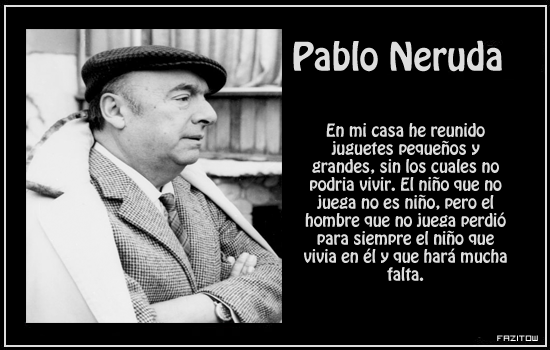 Pablo Neruda
En mi casa he reunido
juguetes pequeños y
grandes, sin los cuales no
podria vivir. El niño que no
juega no es niño, pero el
hombre que no juega perdió
para siempre el niño que
vivia en él y que hará mucha
falta.
FAZITOW